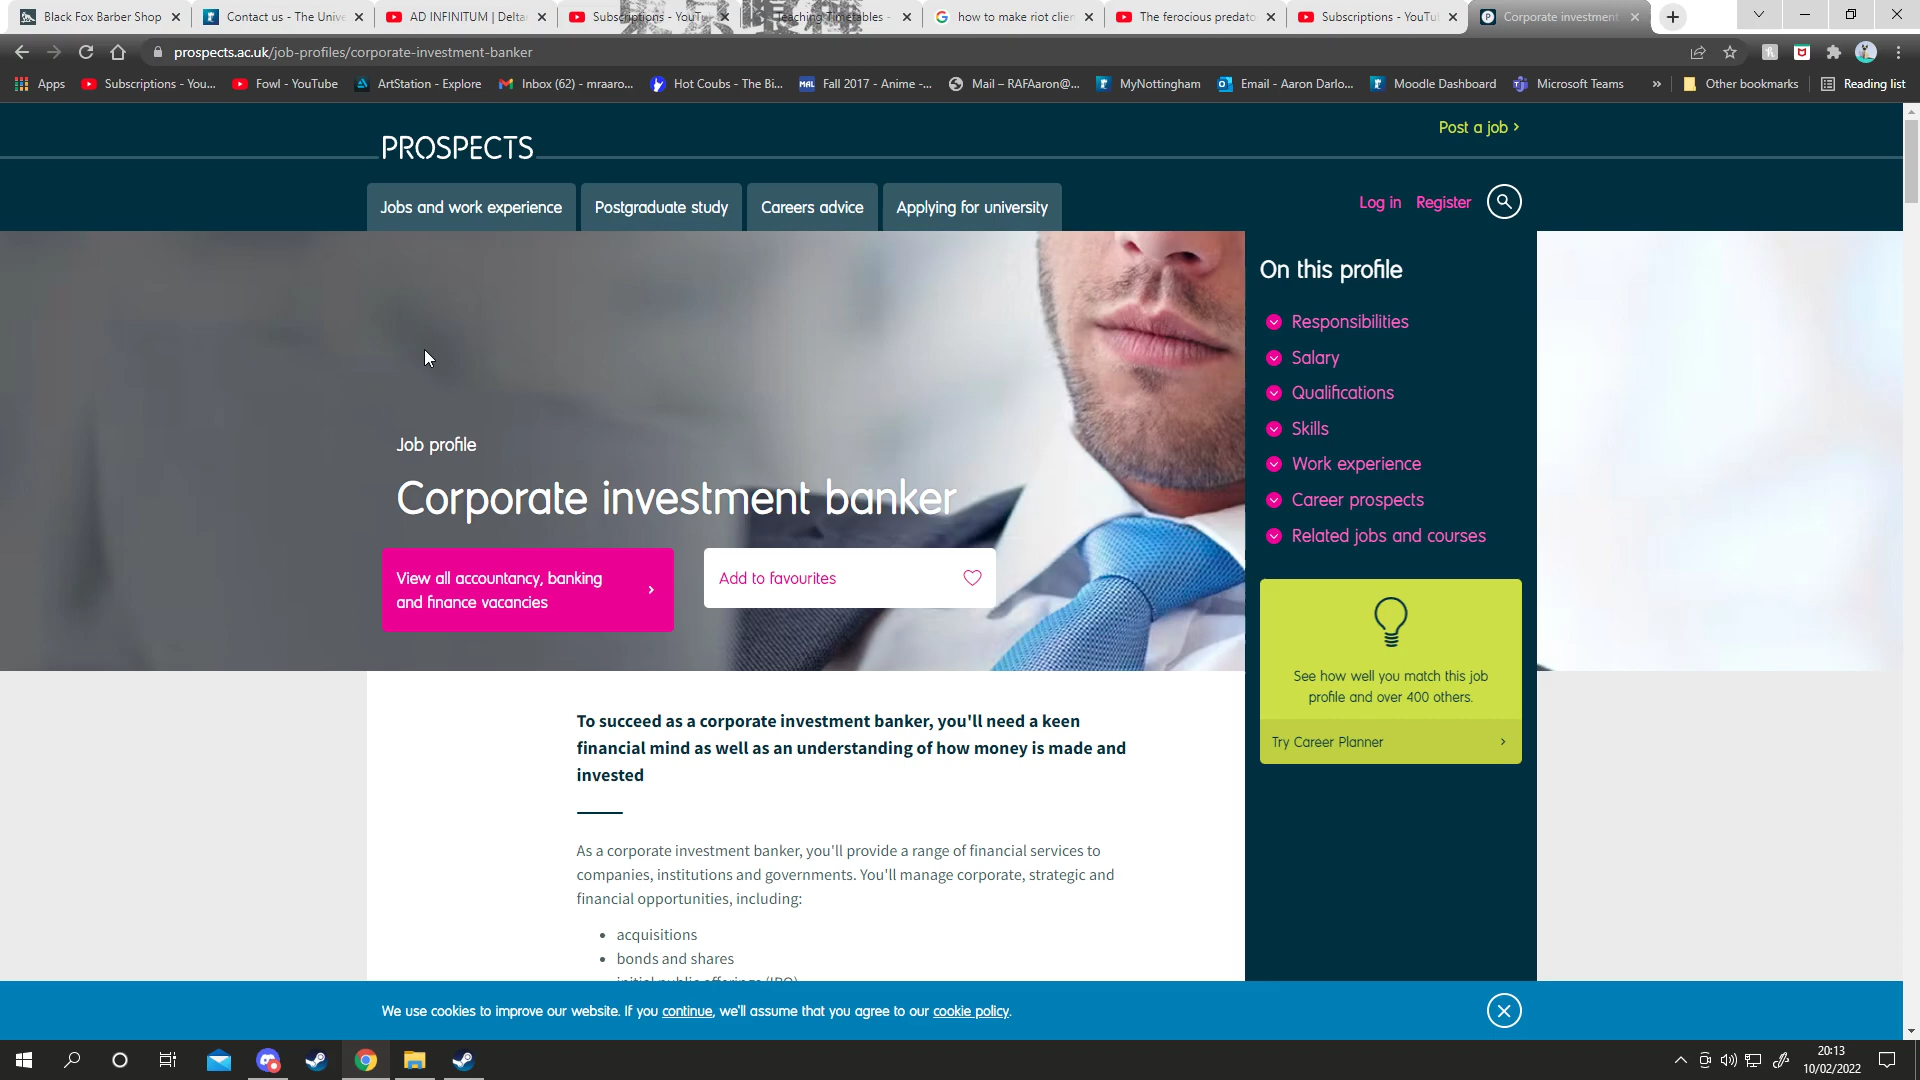 Black Fox Barber Shop
Contact us - The Unive
AD INFINITUM | Delta
Subscriptions - YouTu
Teaching Timetables -
how to make riot clien
The ferocious predato
Subscriptions - YouTu
Corporate investment
prospects.ac.uk/job-profiles/corporate-investment-banker
Apps
Subscriptions - You...
Fowl - YouTube
ArtStation - Explore
Inbox (62) - mraaro...
Hot Coubs - The Bi...
MAL
Fall 2017 - Anime -...
Mail – RAFAaron@...
MyNottingham
Email - Aaron Darlo...
Moodle Dashboard
Microsoft Teams
»
Other bookmarks
Reading list
Post a job ›
PROSPECTS
Jobs and work experience
Postgraduate study
Careers advice
Applying for university
Log in
Register
On this profile
Responsibilities
Salary
Qualifications
Skills
Work experience
Career prospects
Related jobs and courses
Job profile
Corporate investment banker
View all accountancy, banking
and finance vacancies
Add to favourites
See how well you match this job
profile and over 400 others.
Try Career Planner
To succeed as a corporate investment banker, you'll need a keen
financial mind as well as an understanding of how money is made and
invested
As a corporate investment banker, you'll provide a range of financial services to
companies, institutions and governments. You'll manage corporate, strategic and
financial opportunities, including:
• acquisitions
• bonds and shares
• initial public offerings (IPO)
We use cookies to improve our website. If you continue, we'll assume that you agree to our cookie policy.
20:13
10/02/2022